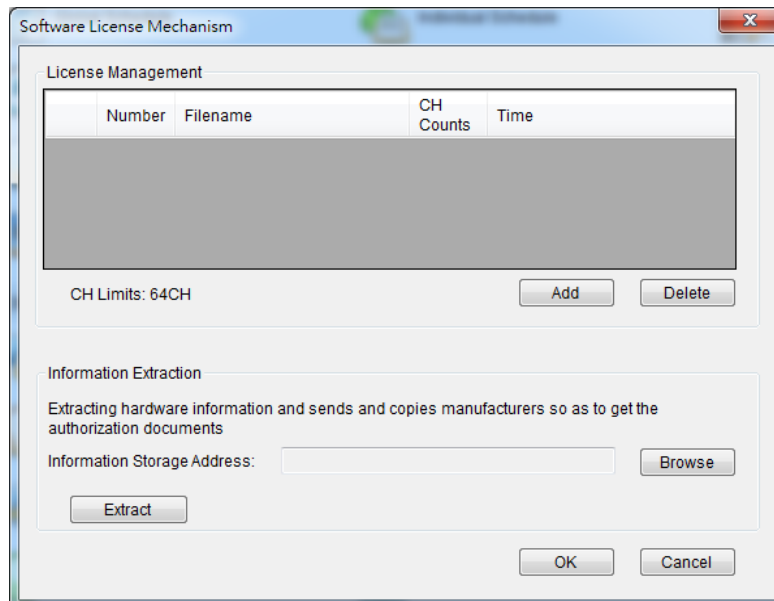 Individual Schedule
Software License Mechanism
License Management
Number Filename CH Counts Time
CH Limits: 64CH
Add Delete
Information Extraction
Extracting hardware information and sends and copies manufacturers so as to get the
authorization documents
Information Storage Address: Browse
Extract
OK Cancel